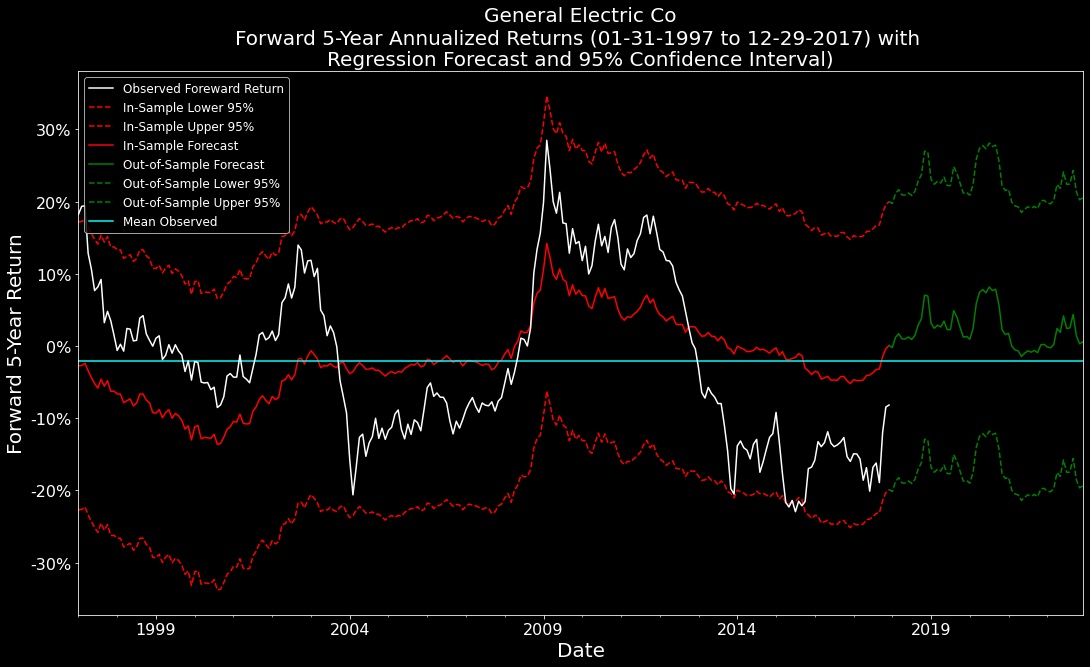 General Electric Co
Forward 5-Year Annualized Returns (01-31-1997 to 12-29-2017) with
Regression Forecast and 95% Confidence Interval)
Observed Foreward Return
In-Sample Lower 95%
In-Sample Upper 95%
In-Sample Forecast
Out-of-Sample Forecast
Out-of-Sample Lower 95%
Out-of-Sample Upper 95%
Mean Observed
Forward 5-Year Return
30%
20%
10%
0%
-10%
-20%
-30%
1999
2004
2009
2014
2019
Date